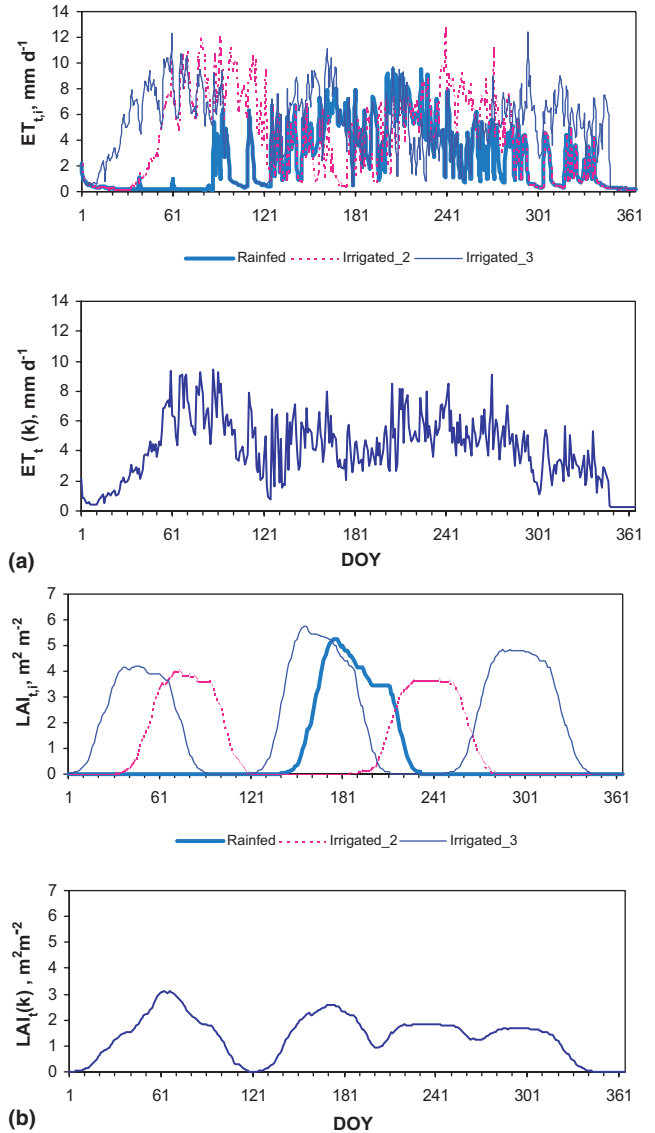 14
12
10
8
6
4
2
0
ETt,i, mm d-1
1 61 121 181 241 301 361
Rainfed Irrigated_2 Irrigated_3
14
12
10
8
6
4
2
0
ETt (k), mm d-1
1 61 121 181 241 301 361
(a) DOY
7
6
5
4
3
2
1
0
LAIt,i, m2 m-2
1 61 121 181 241 301 361
Rainfed Irrigated_2 Irrigated_3
7
6
5
4
3
2
1
0
LAIt(k) , m2m-2
1 61 121 181 241 301 361
(b) DOY